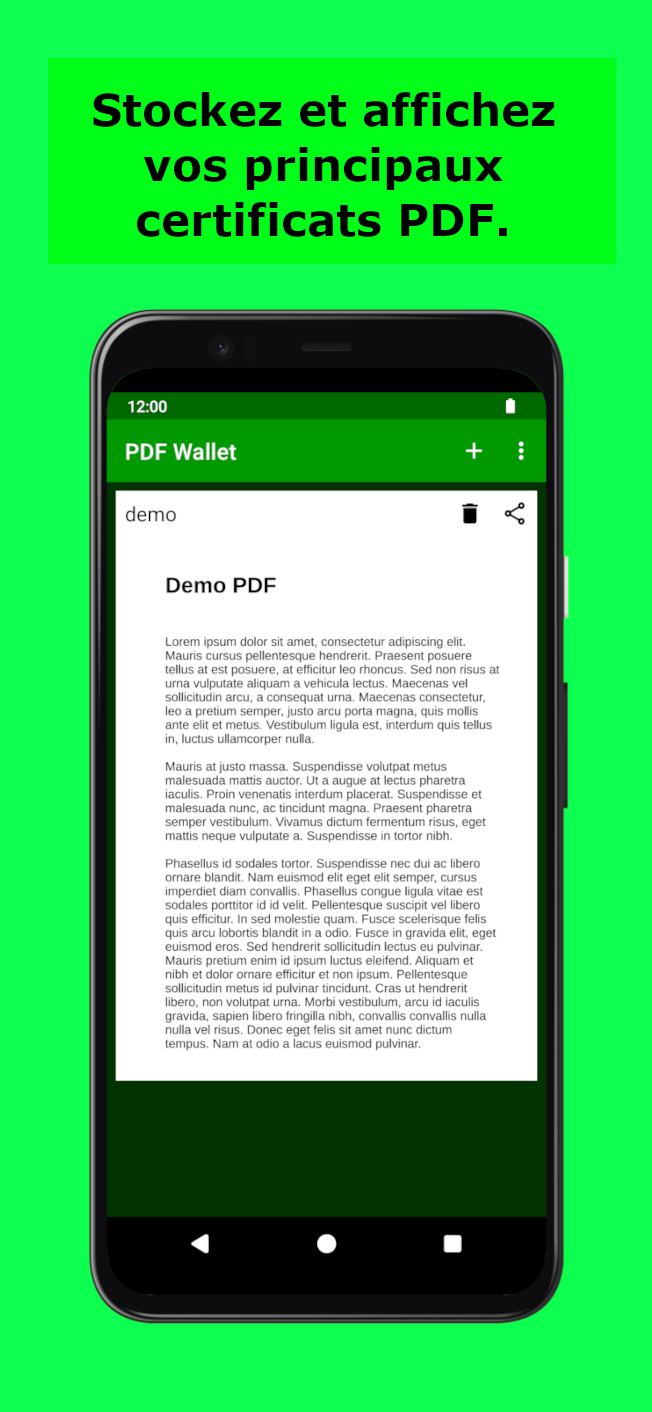 Stockez et affichez
vos principaux
certificats PDF.
12:00
PDF Wallet
demo
Demo PDF
Lorem ipsum dolor sit amet, consectetur adipiscing elit.
Mauris cursus pellentesque hendrerit. Praesent posuere
tellus at est posuere, at efficitur leo rhoncus. Sed non risus at
urna vulputate aliquam a vehicula lectus. Maecenas vel
sollicitudin arcu, a consequat urna. Maecenas consectetur,
leo a pretium semper, justo arcu porta magna, quis mollis
ante elit et metus. Vestibulum ligula est, interdum quis tellus
in, luctus ullamcorper nulla.
Mauris at justo massa. Suspendisse volutpat metus
malesuada mattis auctor. Ut a augue at lectus pharetra
iaculis. Proin venenatis interdum placerat. Suspendisse et
malesuada nunc, ac tincidunt magna. Praesent pharetra
semper vestibulum. Vivamus dictum fermentum risus, eget
mattis neque vulputate a. Suspendisse in tortor nibh.
Phasellus id sodales tortor. Suspendisse nec dui ac libero
ornare blandit. Nam euismod elit eget elit semper, cursus
imperdiet diam convallis. Phasellus congue ligula vitae est
sodales porttitor id id velit. Pellentesque suscipit vel libero
quis efficitur. In sed molestie quam. Fusce scelerisque felis
quis arcu lobortis blandit in a odio. Fusce in gravida elit, eget
euismod eros. Sed hendrerit sollicitudin lectus eu pulvinar.
Mauris pretium enim id ipsum luctus eleifend. Aliquam et
nibh et dolor ornare efficitur et non ipsum. Pellentesque
sollicitudin metus id pulvinar tincidunt. Cras ut hendrerit
libero, non volutpat urna. Morbi vestibulum, arcu id iaculis
gravida, sapien libero fringilla nibh, convallis convallis nulla
nulla vel risus. Donec eget felis sit amet nunc dictum
tempus. Nam at odio a lacus euismod pulvinar.